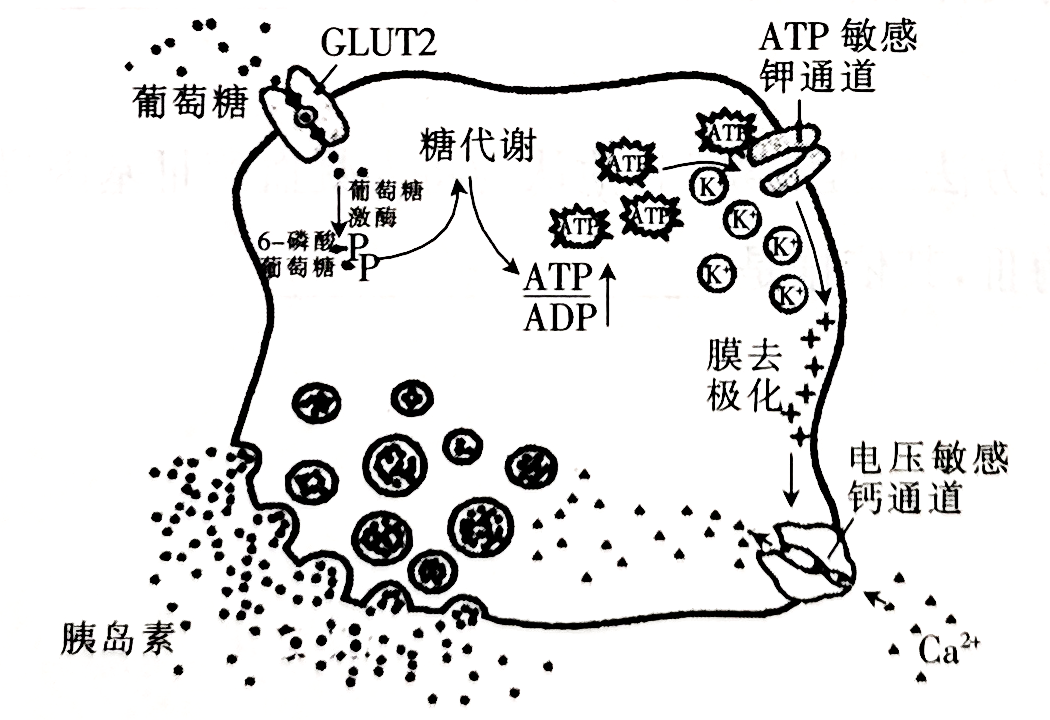 GLUT2
葡萄糖
ATP 敏感
钾通道
糖代谢
葡萄糖
激酶
6-磷酸
葡萄糖
P
P
ATP
ADP
ATP
ATP
ATP
ATP
K⁺
K⁺
K⁺
K⁺
K⁺
膜去
极化
电压敏感
钙通道
Ca²⁺
胰岛素